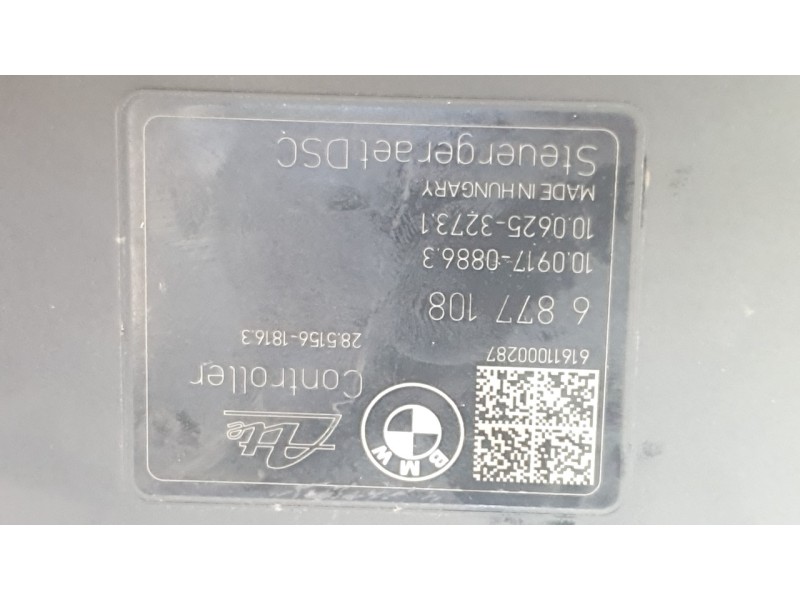 BMW
Ate
Controller
28.5156-1816.3
61611000287
6 877 108
10.0917-0886.3
10.0625-3273.1
MADE IN HUNGARY
Steuergeraet DSC